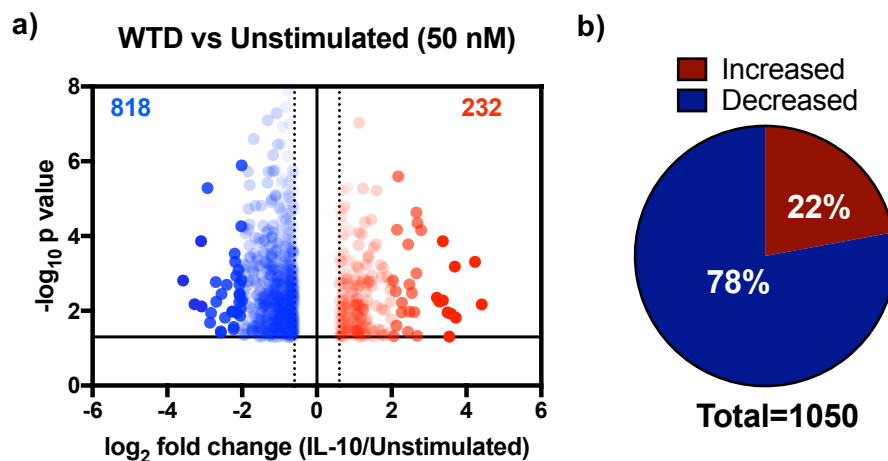 a)
WTD vs Unstimulated (50 nM)
818
232
8
6
4
2
0
-log10 p value
-6
-4
-2
0
2
4
6
log2 fold change (IL-10/Unstimulated)
b)
Increased
Decreased
22%
78%
Total=1050